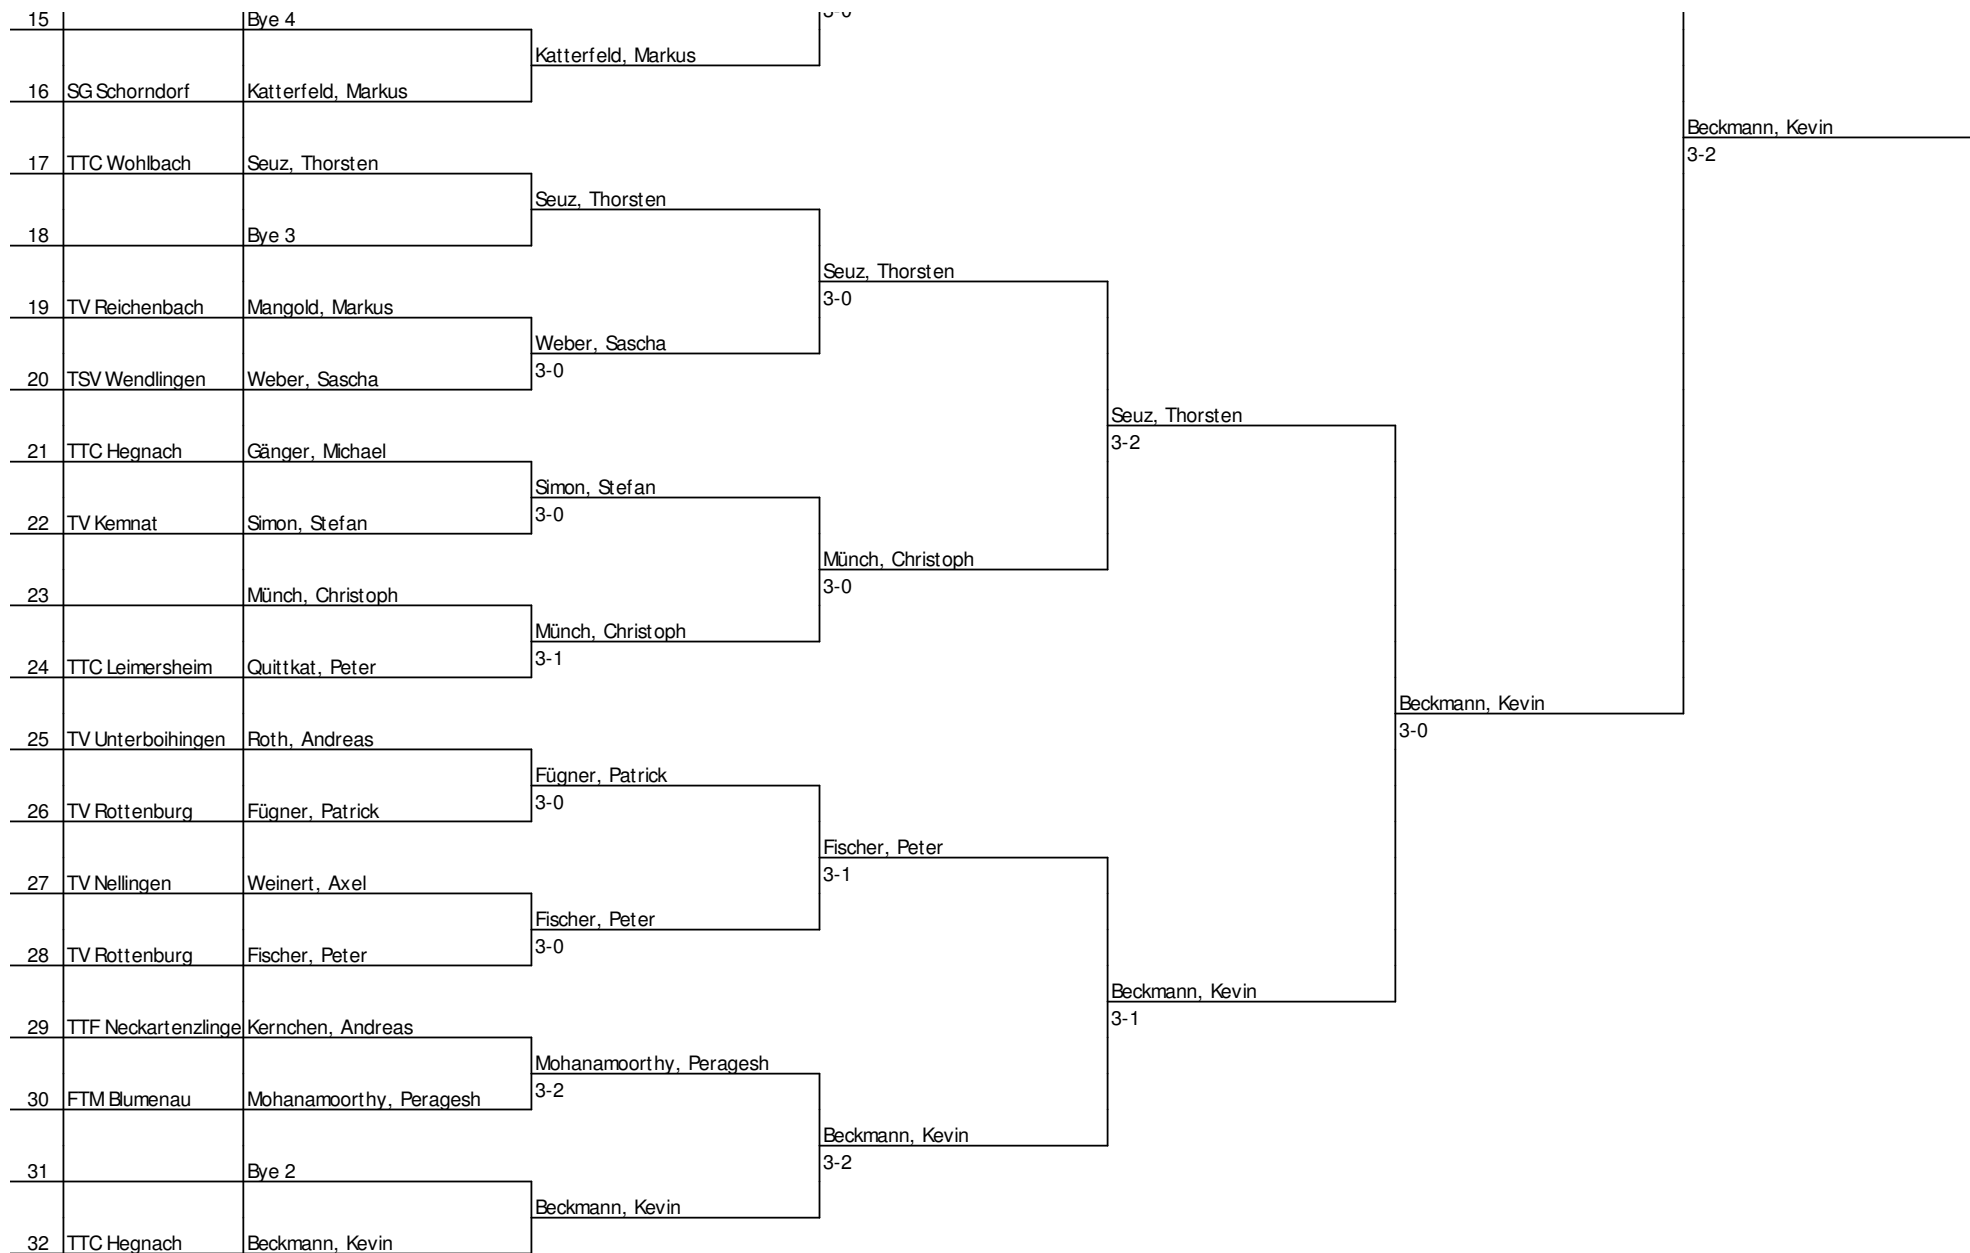 15 Bye 4
3-0
Katterfeld, Markus
16 SG Schorndorf Katterfeld, Markus
Beckmann, Kevin
3-2
17 TTC Wohlbach Seuz, Thorsten
Seuz, Thorsten
18 Bye 3
Seuz, Thorsten
3-0
19 TV Reichenbach Mangold, Markus
Weber, Sascha
3-0
20 TSV Wendlingen Weber, Sascha
Seuz, Thorsten
3-2
21 TTC Hegnach Gänger, Michael
Simon, Stefan
3-0
22 TV Kemnat Simon, Stefan
Münch, Christoph
3-0
23 Münch, Christoph
Münch, Christoph
3-1
24 TTC Leimersheim Quittkat, Peter
Beckmann, Kevin
3-0
25 TV Unterboihingen Roth, Andreas
Fügner, Patrick
3-0
26 TV Rottenburg Fügner, Patrick
Fischer, Peter
3-1
27 TV Nellingen Weinert, Axel
Fischer, Peter
3-0
28 TV Rottenburg Fischer, Peter
Beckmann, Kevin
3-1
29 TTF Neckartenzlinge Kernchen, Andreas
Mohanamoorthy, Peragesh
3-2
30 FTM Blumenau Mohanamoorthy, Peragesh
Beckmann, Kevin
3-2
31 Bye 2
Beckmann, Kevin
32 TTC Hegnach Beckmann, Kevin